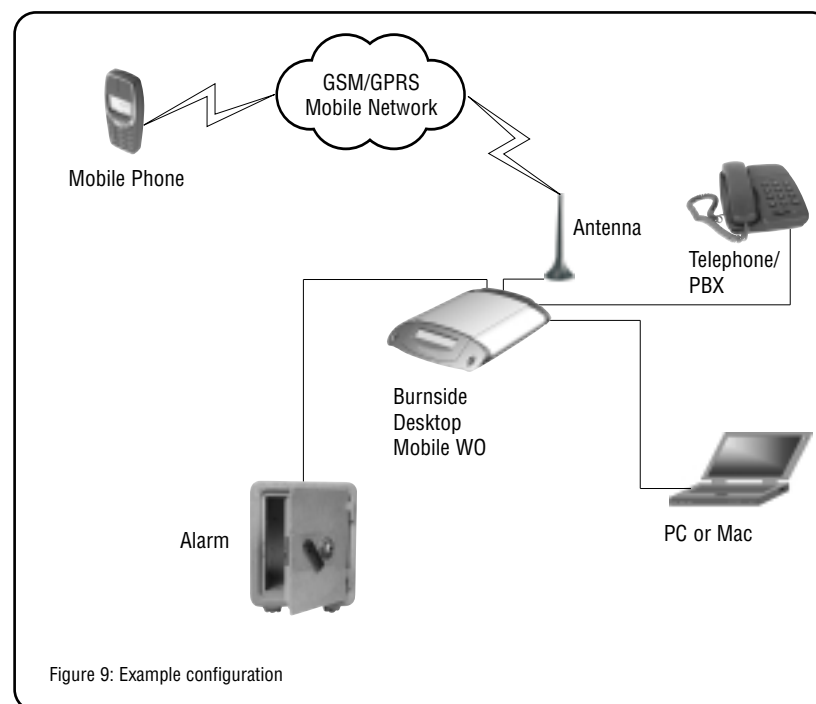 GSM/GPRS
Mobile Network
Mobile Phone
Antenna
Telephone/
PBX
Burnside
Desktop
Mobile WO
Alarm
PC or Mac
Figure 9: Example configuration